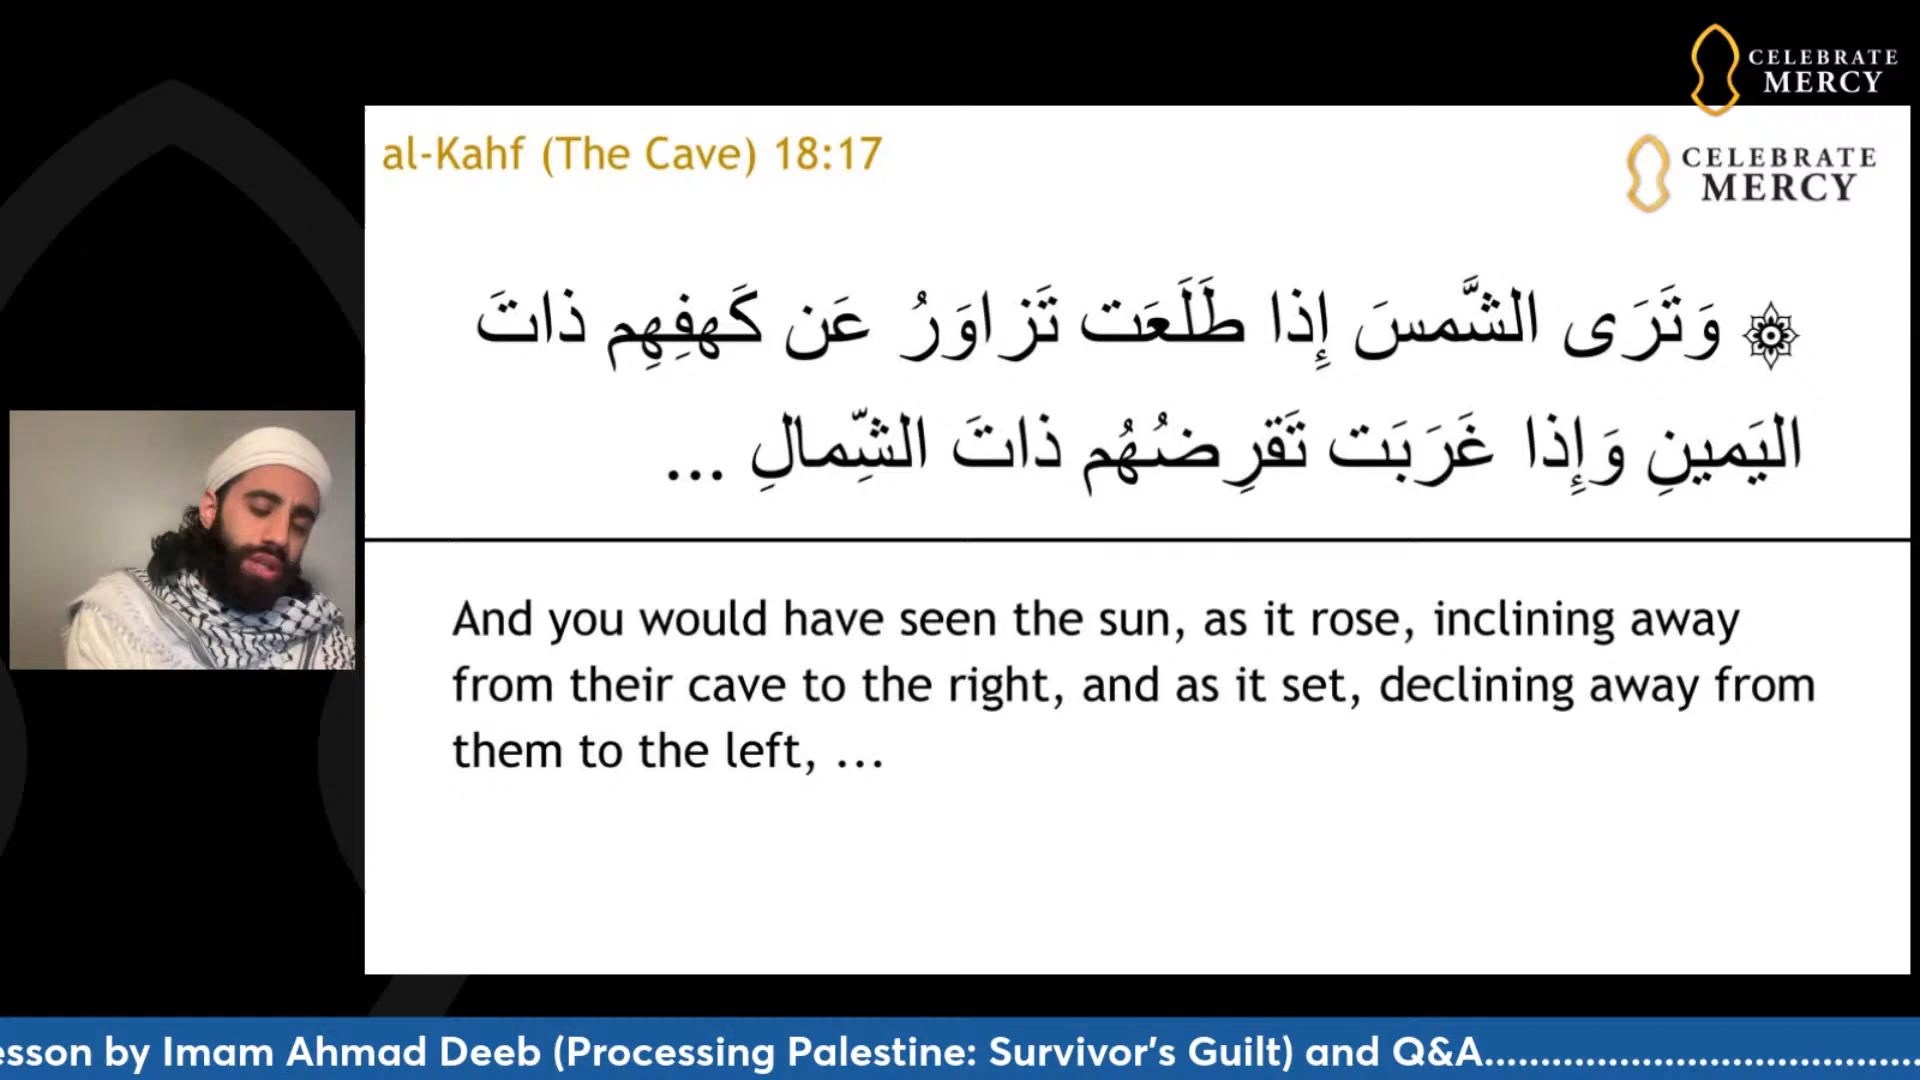 CELEBRATE
MERCY
al-Kahf (The Cave) 18:17
CELEBRATE
MERCY
۞ وَتَرَى الشَّمسَ إِذا طَلَعَت تَزاوَرُ عَن كَهفِهِم ذاتَ
اليَمينِ وَإِذا غَرَبَت تَقرِضُهُم ذاتَ الشِّمالِ ...
And you would have seen the sun, as it rose, inclining away
from their cave to the right, and as it set, declining away from
them to the left, ...
esson by Imam Ahmad Deeb (Processing Palestine: Survivor's Guilt) and Q&A.......................................